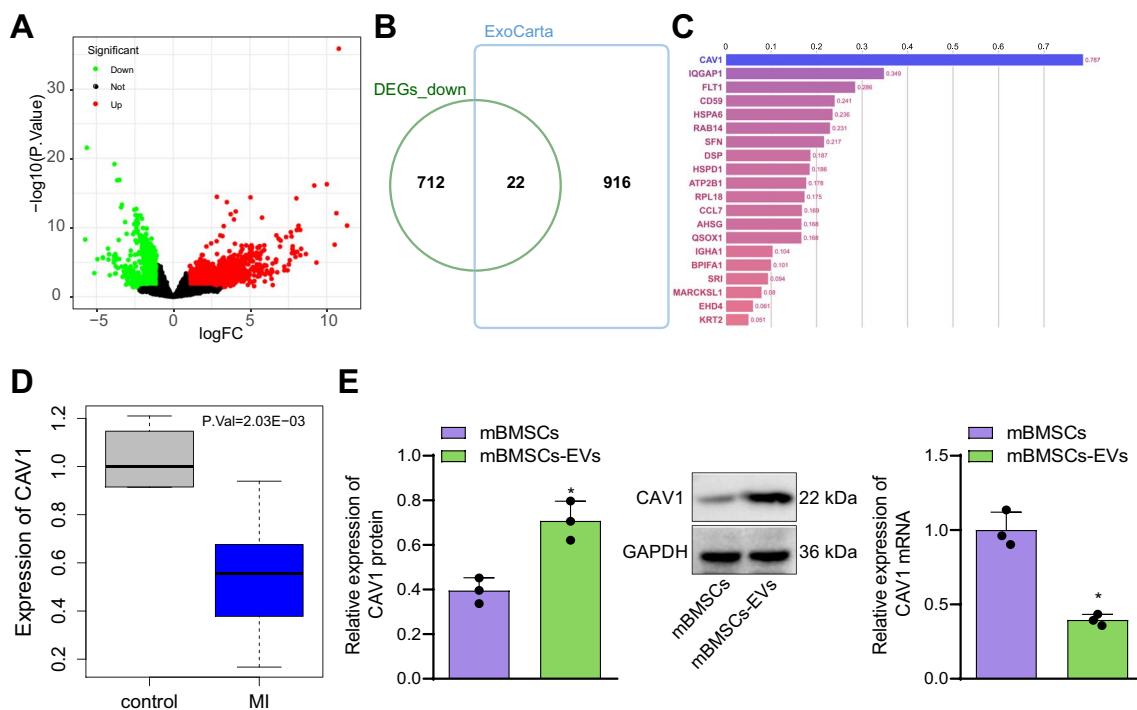 A
Significant
Down
Not
Up
−log10(P.Value)
30
20
10
0
−5
0
5
10
logFC
B
ExoCarta
DEGs_down
712
22
916
C
0 0.1 0.2 0.3 0.4 0.5 0.6 0.7
CAV1 0.787
IQGAP1 0.349
FLT1 0.286
CD59 0.241
HSPA6 0.236
RAB14 0.231
SFN 0.217
DSP 0.187
HSPD1 0.186
ATP2B1 0.178
RPL18 0.175
CCL7 0.169
AHSG 0.168
QSOX1 0.168
IGHA1 0.104
BPIFA1 0.101
SRI 0.094
MARCKSL1 0.08
EHD4 0.061
KRT2 0.051
D
P.Val=2.03E−03
Expression of CAV1
1.2
1.0
0.8
0.6
0.4
0.2
control
MI
E
mBMSCs
mBMSCs-EVs
Relative expression of
CAV1 protein
1.0
0.8
0.6
0.4
0.2
0.0
*
CAV1 22 kDa
GAPDH 36 kDa
mBMSCs
mBMSCs-EVs
mBMSCs
mBMSCs-EVs
Relative expression of
CAV1 mRNA
1.5
1.0
0.5
0.0
*